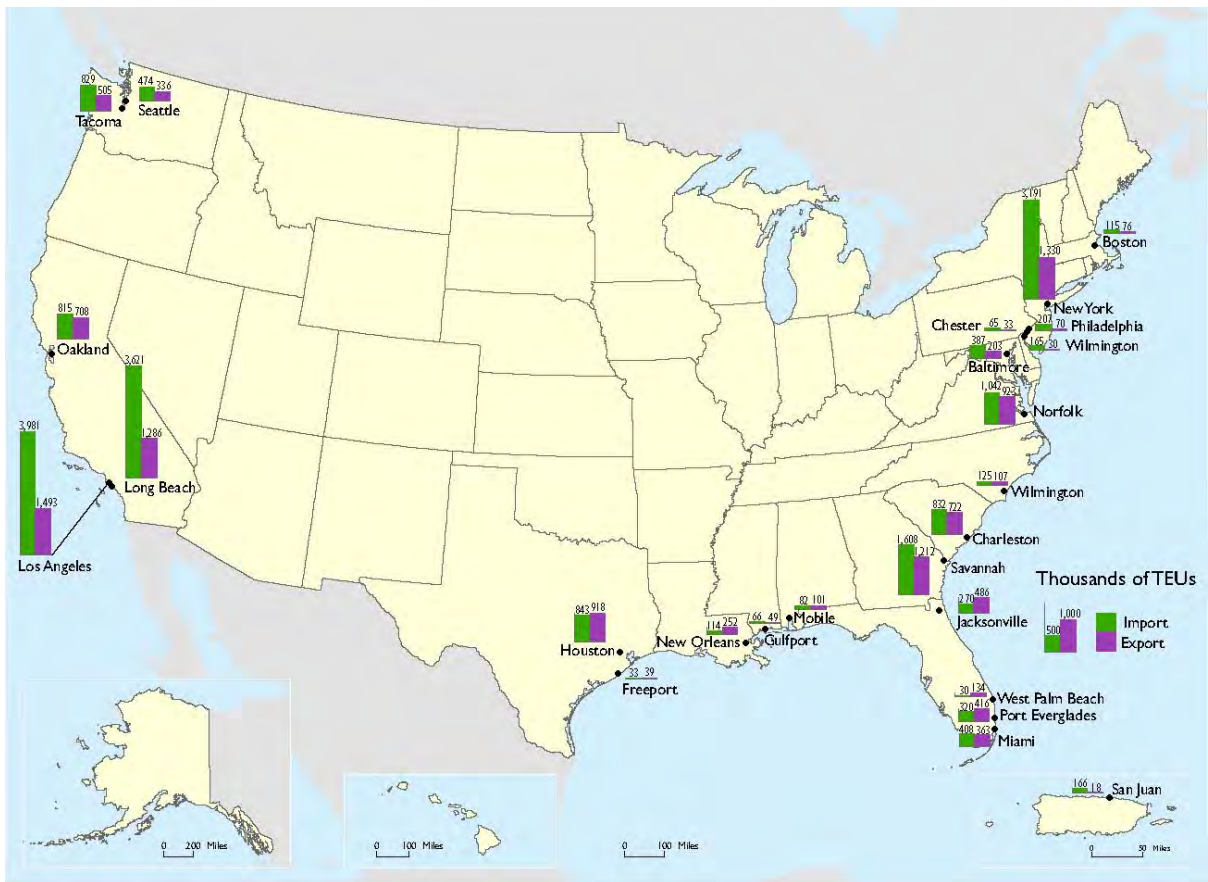 829
505
Tacoma
474
336
Seattle
815 708
Oakland
3,621
1,286
Long Beach
3,981
1,493
Los Angeles
3,191
1,330
New York
115 76
Boston
Chester
65 33
207 70
Philadelphia
165 30
Wilmington
387 203
Baltimore
1,042
Norfolk
125 107
Wilmington
832 722
Charleston
1,608
1,212
Savannah
270 486
Jacksonville
Thousands of TEUs
500
1,000
Import
Export
843 918
Houston
33 39
Freeport
114 252
New Orleans
66 49
Gulfport
82 101
Mobile
30 134
West Palm Beach
320 416
Port Everglades
408 363
Miami
166 18
San Juan
0 200 Miles
0 100 Miles
0 100 Miles
0 50 Miles